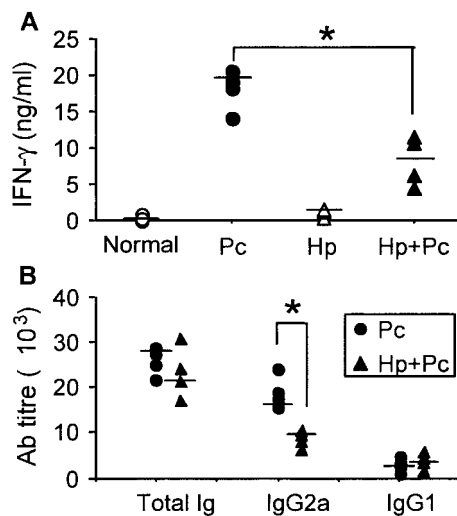 A
IFN-γ (ng/ml)
25
20
15
10
5
0
*
Normal Pc Hp Hp+Pc
B
Ab titre ( 10³)
40
30
20
10
0
*
Pc
Hp+Pc
Total Ig IgG2a IgG1